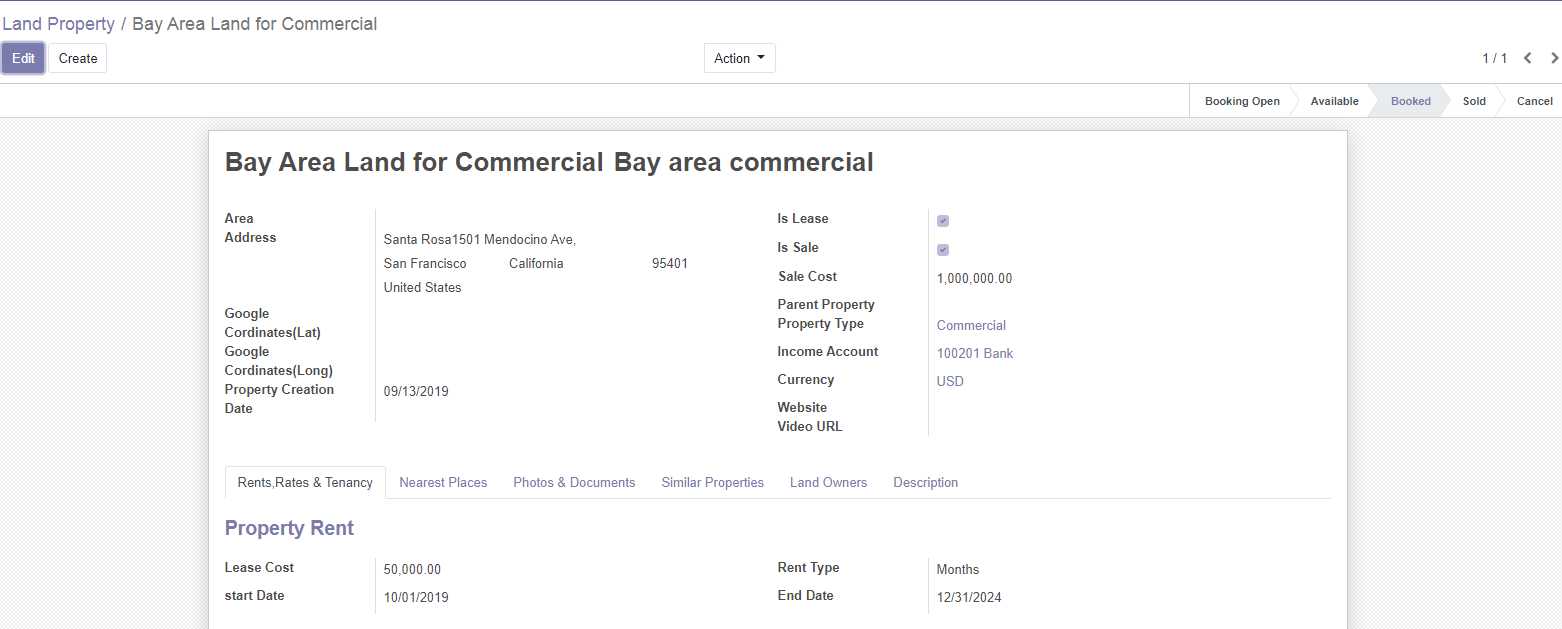 Land Property / Bay Area Land for Commercial
Edit Create Action 1 / 1
Booking Open Available Booked Sold Cancel
Bay Area Land for Commercial Bay area commercial
Area
Address
Santa Rosa1501 Mendocino Ave,
San Francisco California 95401
United States
Google
Cordinates(Lat)
Google
Cordinates(Long)
Property Creation
Date
09/13/2019
Is Lease
Is Sale
Sale Cost 1,000,000.00
Parent Property
Property Type Commercial
Income Account 100201 Bank
Currency USD
Website
Video URL
Rents,Rates & Tenancy Nearest Places Photos & Documents Similar Properties Land Owners Description
Property Rent
Lease Cost 50,000.00 Rent Type Months
start Date 10/01/2019 End Date 12/31/2024